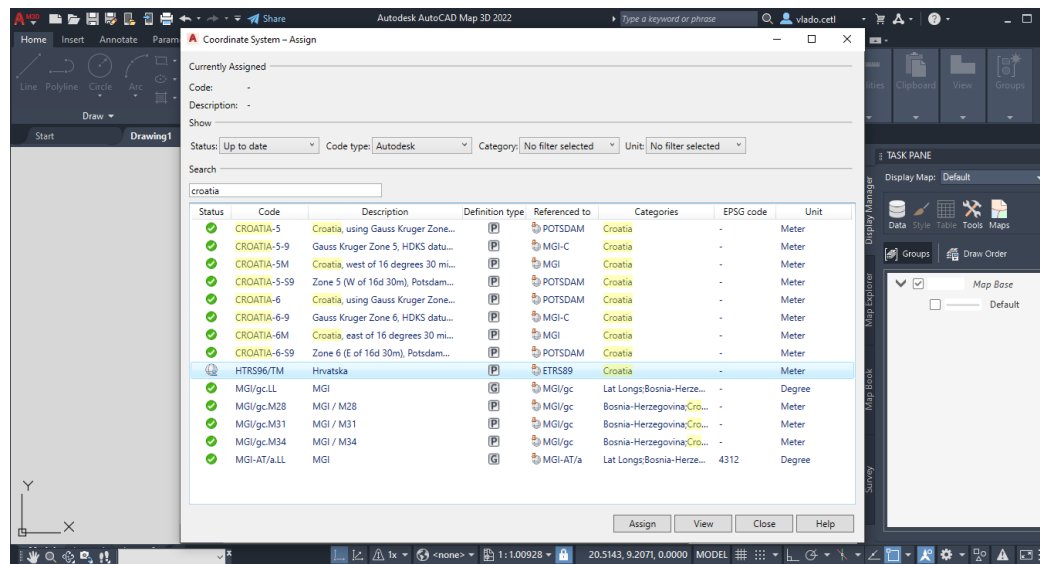 MAP
Share
Autodesk AutoCAD Map 3D 2022
Type a keyword or phrase
vlado.cetl
Home Insert Annotate Param
Line Polyline Circle Arc
Draw
Start Drawing1
Coordinate System – Assign
Currently Assigned
Code: -
Description: -
Show
Status: Up to date Code type: Autodesk Category: No filter selected Unit: No filter selected
Search
croatia
Status Code Description Definition type Referenced to Categories EPSG code Unit
CROATIA-5 Croatia, using Gauss Kruger Zone... P POTSDAM Croatia - Meter
CROATIA-5-9 Gauss Kruger Zone 5, HDKS datu... P MGI-C Croatia - Meter
CROATIA-5M Croatia, west of 16 degrees 30 mi... P MGI Croatia - Meter
CROATIA-5-S9 Zone 5 (W of 16d 30m), Potsdam... P POTSDAM Croatia - Meter
CROATIA-6 Croatia, using Gauss Kruger Zone... P POTSDAM Croatia - Meter
CROATIA-6-9 Gauss Kruger Zone 6, HDKS datu... P MGI-C Croatia - Meter
CROATIA-6M Croatia, east of 16 degrees 30 mi... P MGI Croatia - Meter
CROATIA-6-S9 Zone 6 (E of 16d 30m), Potsdam... P POTSDAM Croatia - Meter
HTRS96/TM Hrvatska P ETRS89 Croatia - Meter
MGI/gc.LL MGI G MGI/gc Lat Longs;Bosnia-Herze... - Degree
MGI/gc.M28 MGI / M28 P MGI/gc Bosnia-Herzegovina;Cro... - Meter
MGI/gc.M31 MGI / M31 P MGI/gc Bosnia-Herzegovina;Cro... - Meter
MGI/gc.M34 MGI / M34 P MGI/gc Bosnia-Herzegovina;Cro... - Meter
MGI-AT/a.LL MGI G MGI-AT/a Lat Longs;Bosnia-Herze... 4312 Degree
Assign View Close Help
ities Clipboard View Groups
TASK PANE
Display Map: Default
Data Style Table Tools Maps
Groups Draw Order
Map Base
Default
Display Manager
Map Explorer
Map Book
Survey
Y
X
1x <none> 1:1.00928 20.5143, 9.2071, 0.0000 MODEL